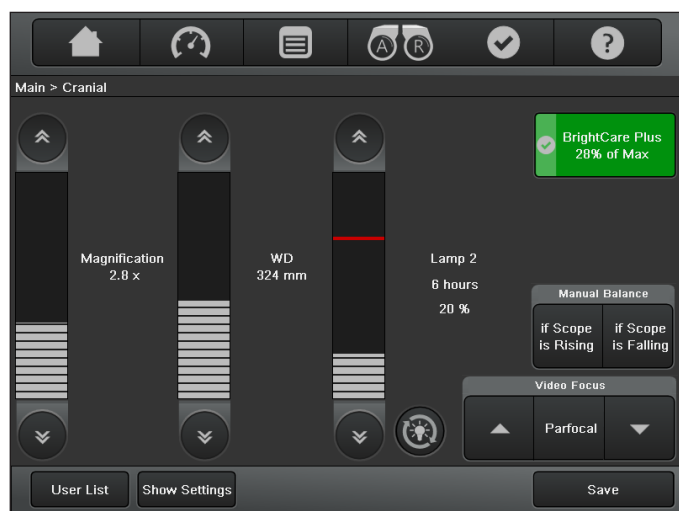 A R
?
Main > Cranial
BrightCare Plus
28% of Max
Magnification
2.8 x
WD
324 mm
Lamp 2
6 hours
20 %
Manual Balance
if Scope
is Rising
if Scope
is Falling
Video Focus
Parfocal
User List
Show Settings
Save